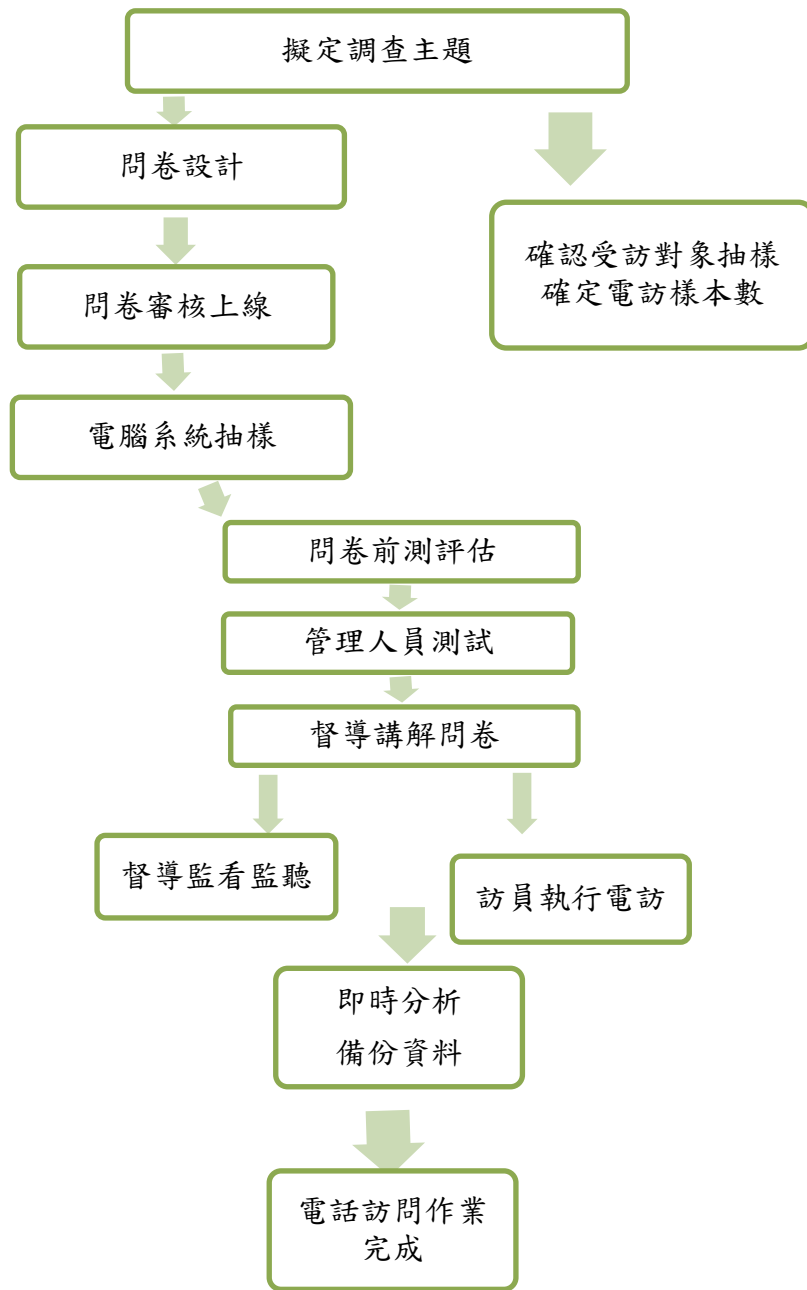 擬定調查主題
問卷設計
確認受訪對象抽樣
確定電訪樣本數
問卷審核上線
電腦系統抽樣
問卷前測評估
管理人員測試
督導講解問卷
督導監看監聽
訪員執行電訪
即時分析
備份資料
電話訪問作業
完成